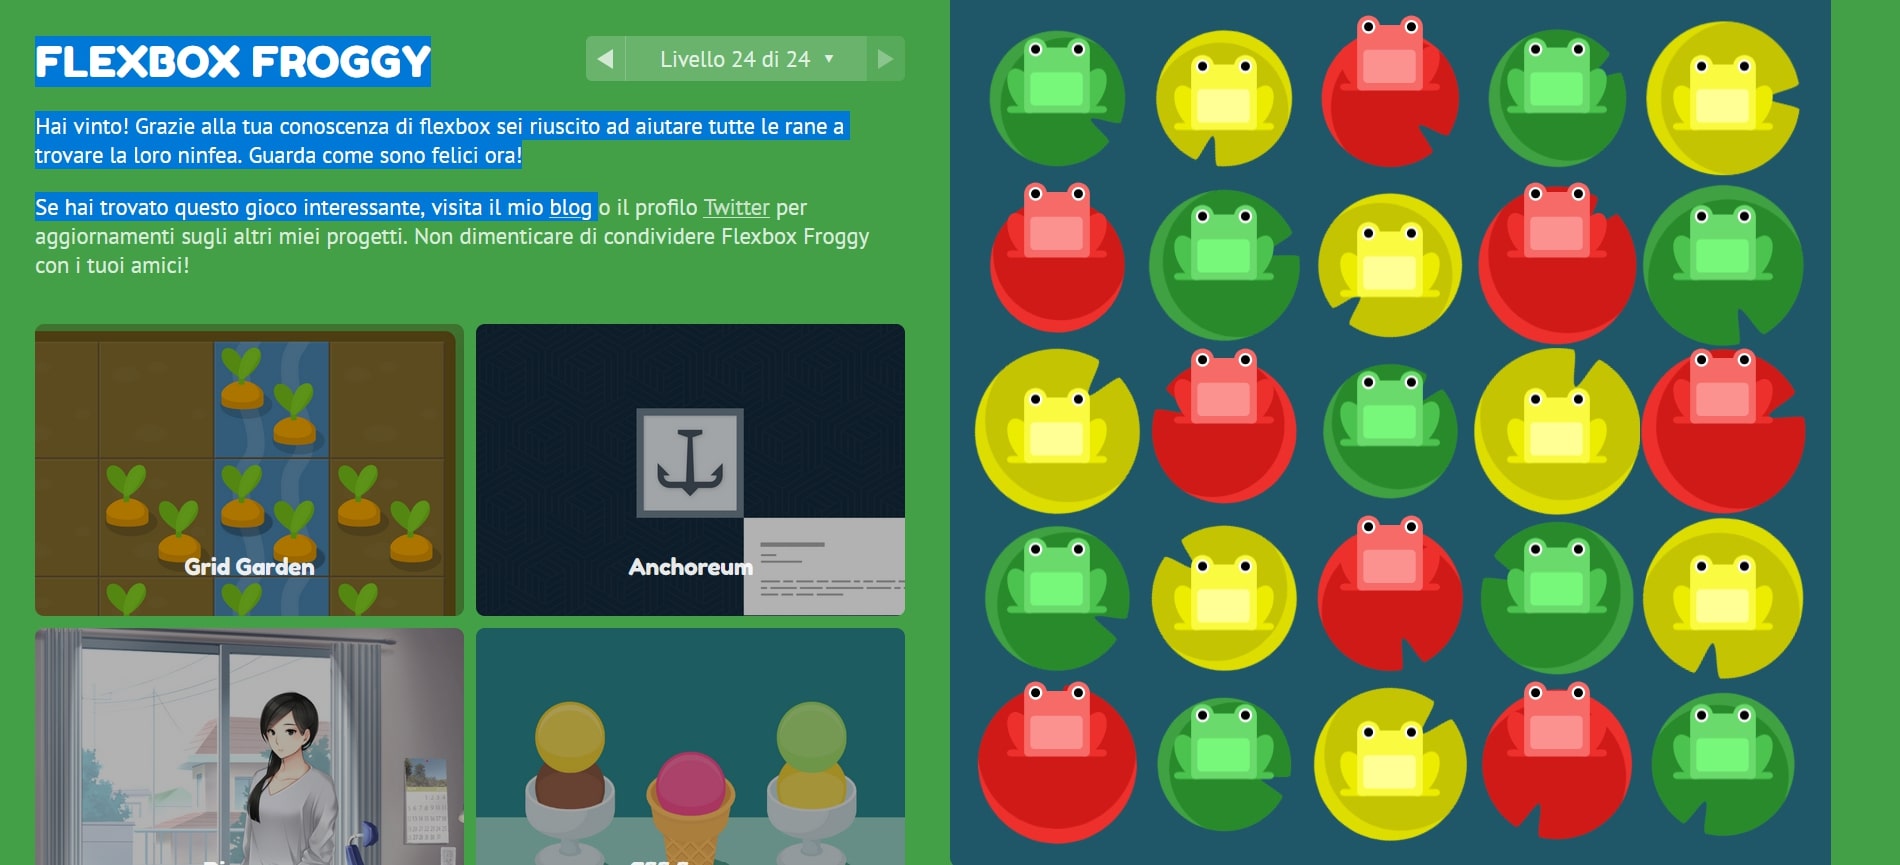 FLEXBOX FROGGY
Livello 24 di 24
Hai vinto! Grazie alla tua conoscenza di flexbox sei riuscito ad aiutare tutte le rane a
trovare la loro ninfea. Guarda come sono felici ora!
Se hai trovato questo gioco interessante, visita il mio blog o il profilo Twitter per
aggiornamenti sugli altri miei progetti. Non dimenticare di condividere Flexbox Froggy
con i tuoi amici!
Grid Garden
Anchoreum